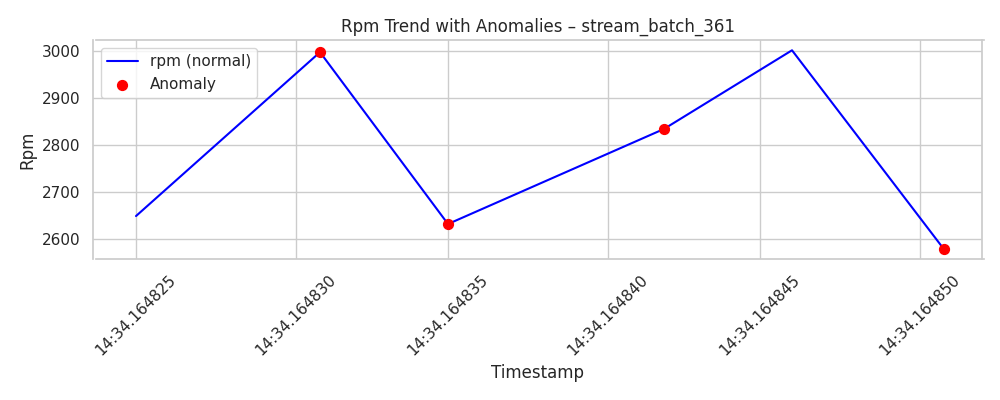 Rpm Trend with Anomalies – stream_batch_361
rpm (normal)
Anomaly
3000
2900
2800
2700
2600
Rpm
14:34.164825
14:34.164830
14:34.164835
14:34.164840
14:34.164845
14:34.164850
Timestamp